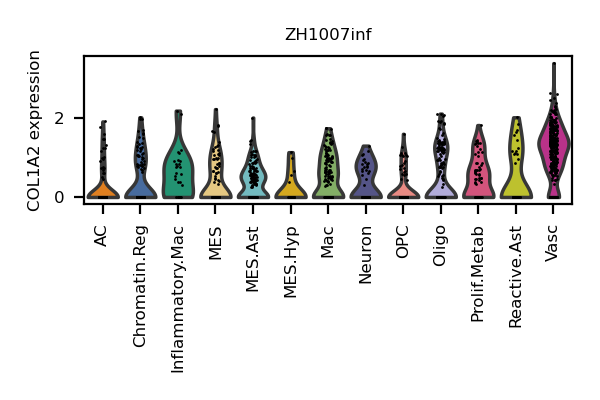 ZH1007inf
COL1A2 expression
2
0
AC
Chromatin.Reg
Inflammatory.Mac
MES
MES.Ast
MES.Hyp
Mac
Neuron
OPC
Oligo
Prolif.Metab
Reactive.Ast
Vasc